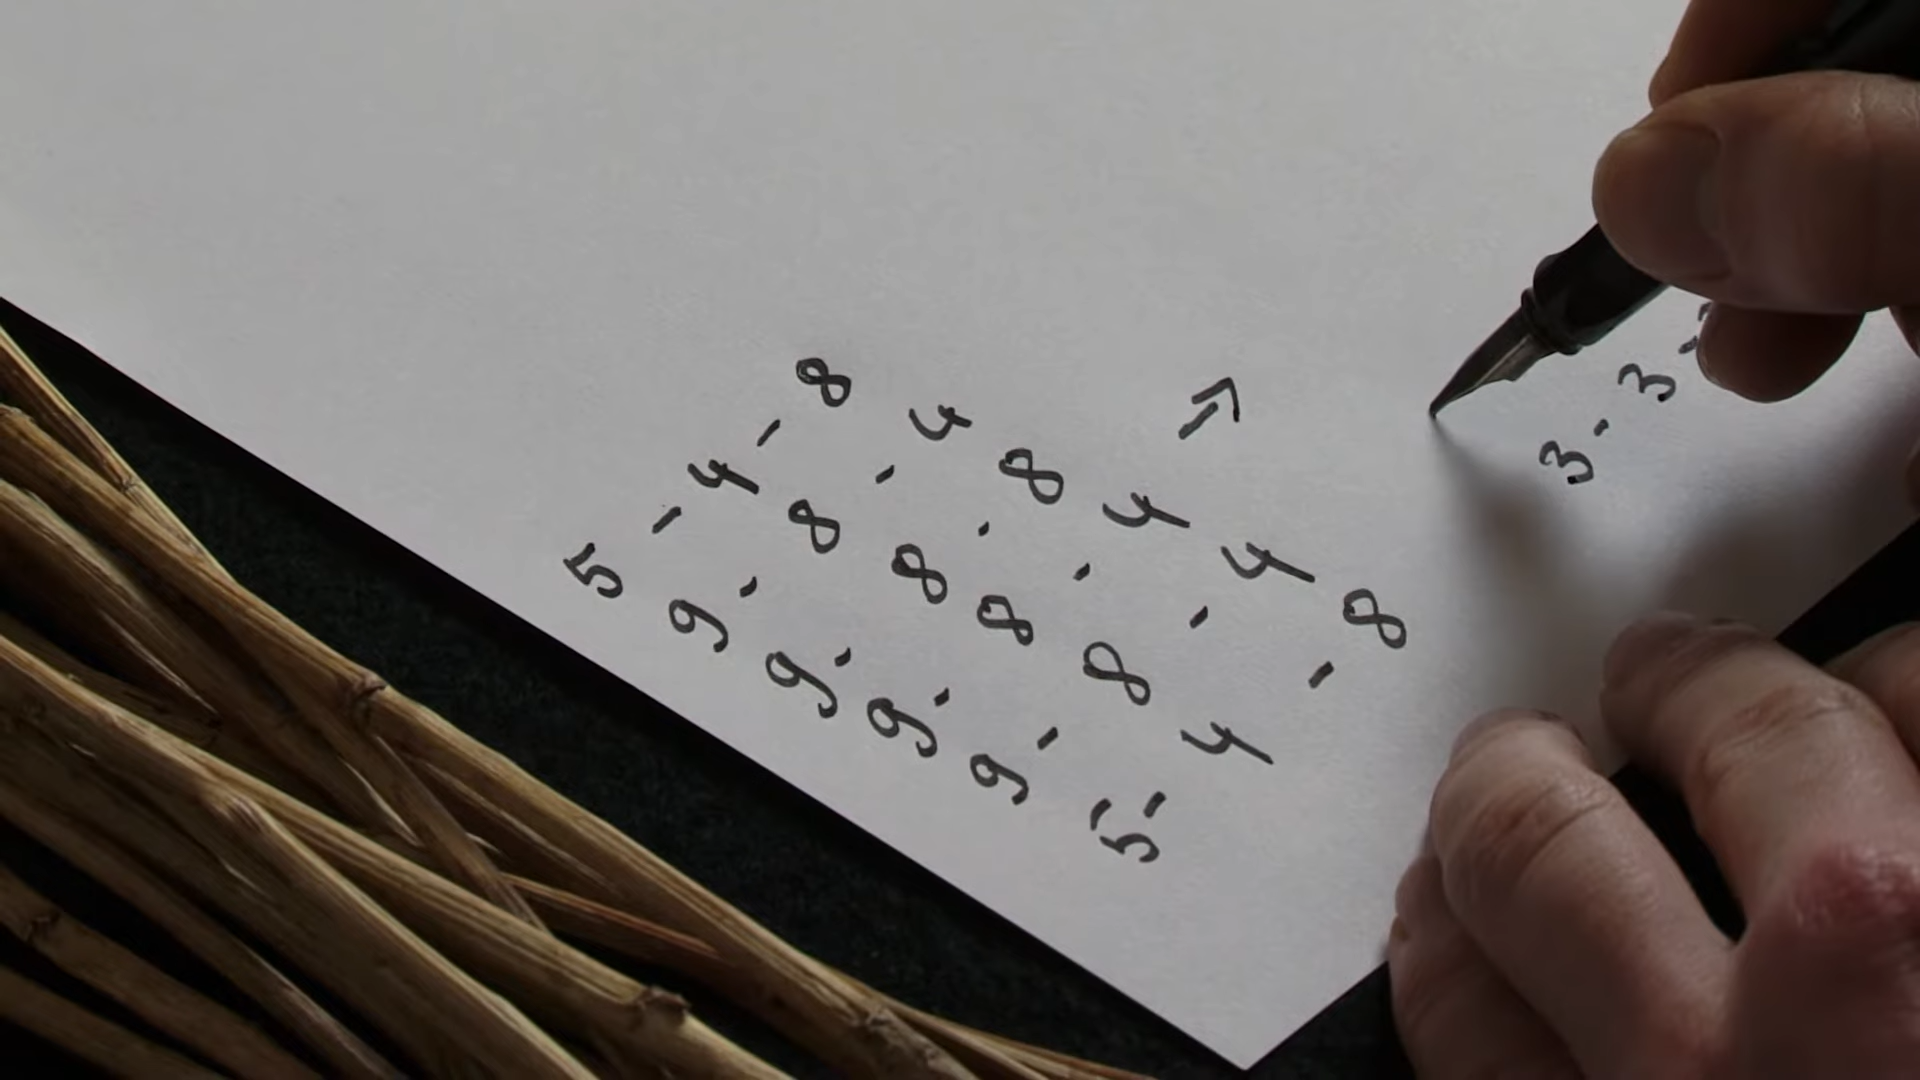 5 - 4 - 8
9 - 8 - 4
9 - 8 - 8
9 - 8 - 4 →
9 - 8 - 4
5 - 4 - 8 3 - 3 -